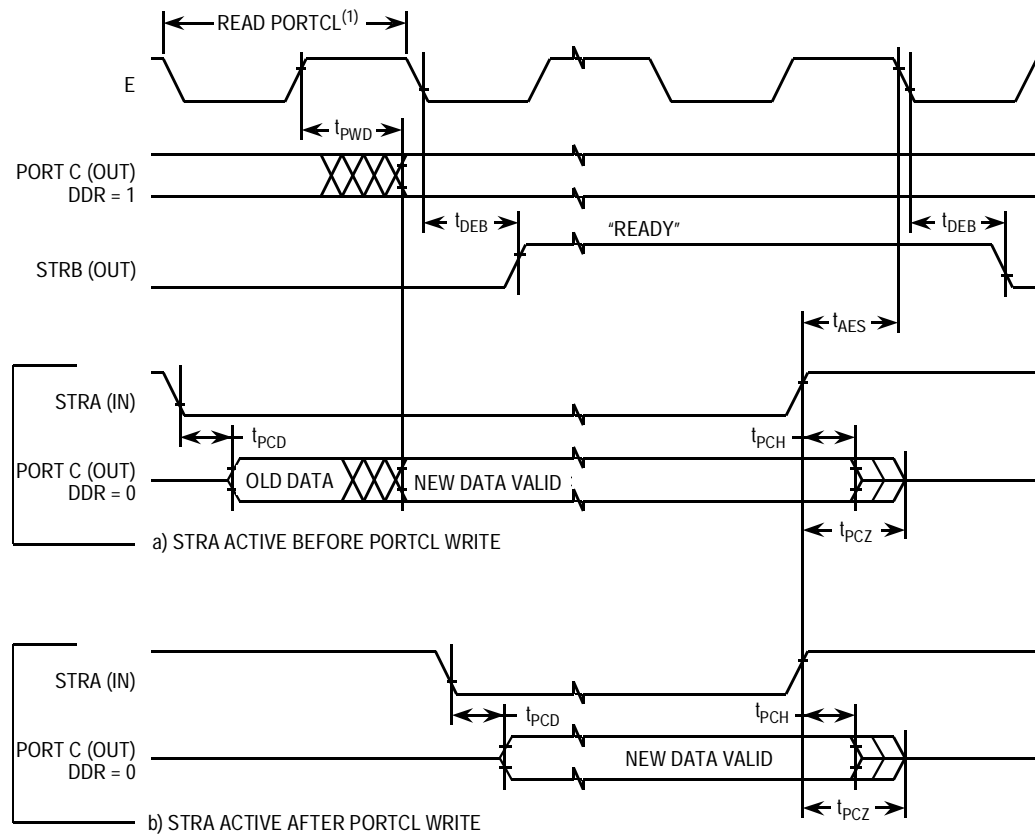 READ PORTCL(1)
E
tPWD
PORT C (OUT)
DDR = 1
tDEB
"READY"
tDEB
STRB (OUT)
tAES
STRA (IN)
tPCD
tPCH
PORT C (OUT)
DDR = 0
OLD DATA
NEW DATA VALID
tPCZ
a) STRA ACTIVE BEFORE PORTCL WRITE
STRA (IN)
tPCD
tPCH
PORT C (OUT)
DDR = 0
NEW DATA VALID
tPCZ
b) STRA ACTIVE AFTER PORTCL WRITE